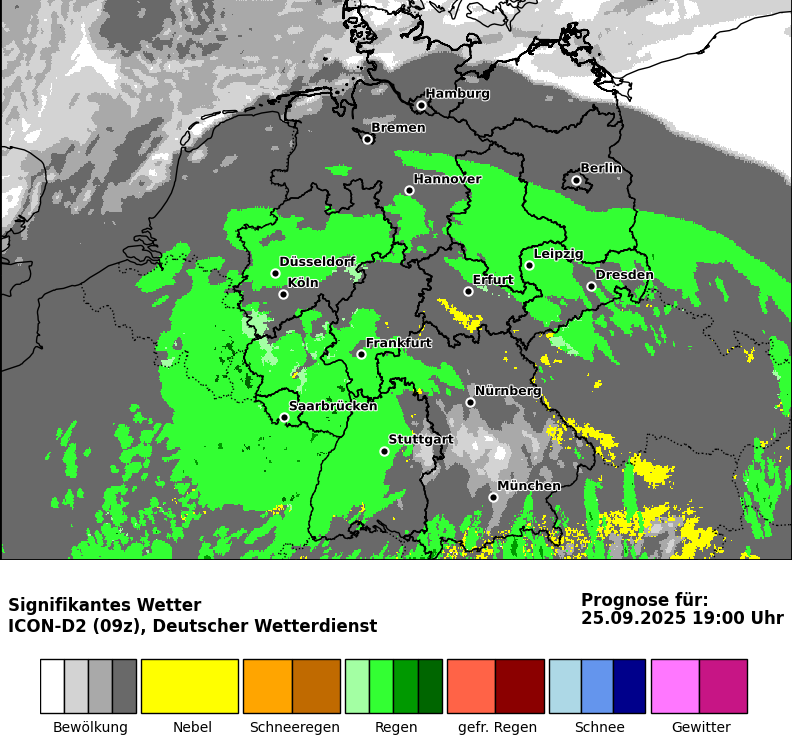 Hamburg
Bremen
Berlin
Hannover
Leipzig
Düsseldorf
Dresden
Erfurt
Köln
Frankfurt
Nürnberg
Saarbrücken
Stuttgart
München
Signifikantes Wetter
ICON-D2 (09z), Deutscher Wetterdienst
Prognose für:
25.09.2025 19:00 Uhr
Bewölkung Nebel Schneeregen Regen gefr. Regen Schnee Gewitter